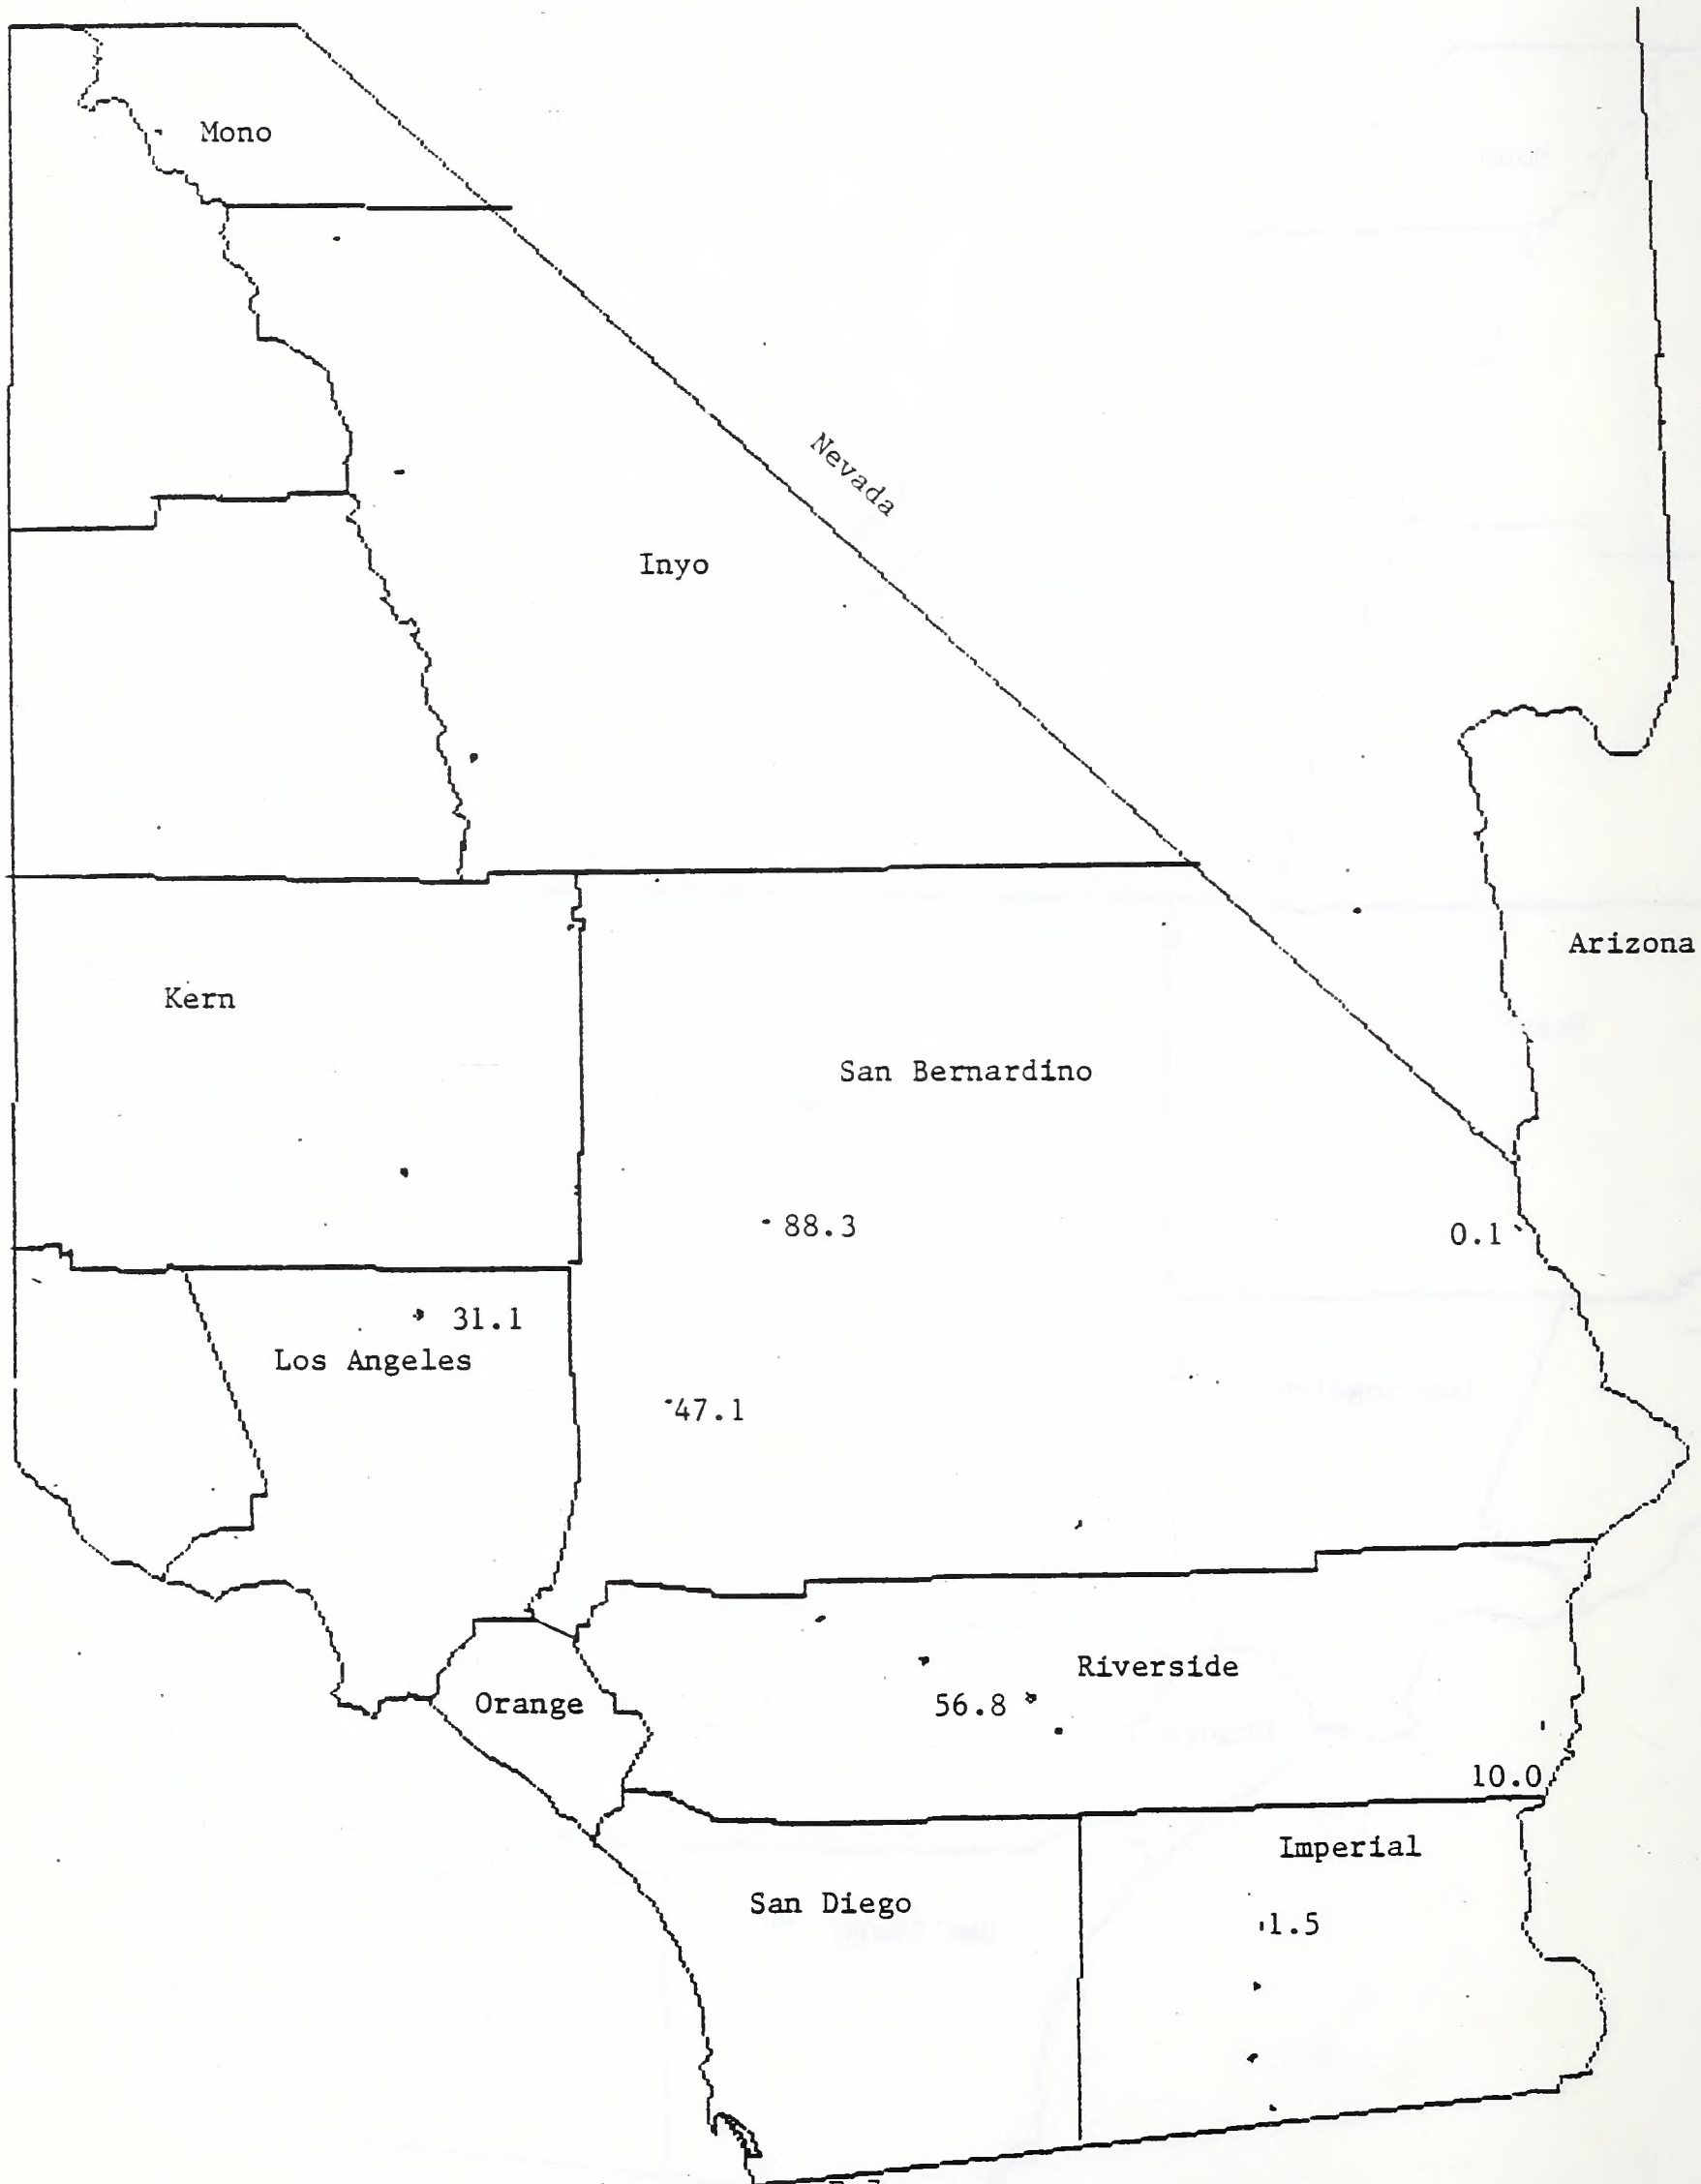 Mono
Nevada
Inyo
Arizona
Kern
San Bernardino
88.3
0.1
31.1
Los Angeles
47.1
Riverside
Orange
56.8
10.0
Imperial
San Diego
1.5